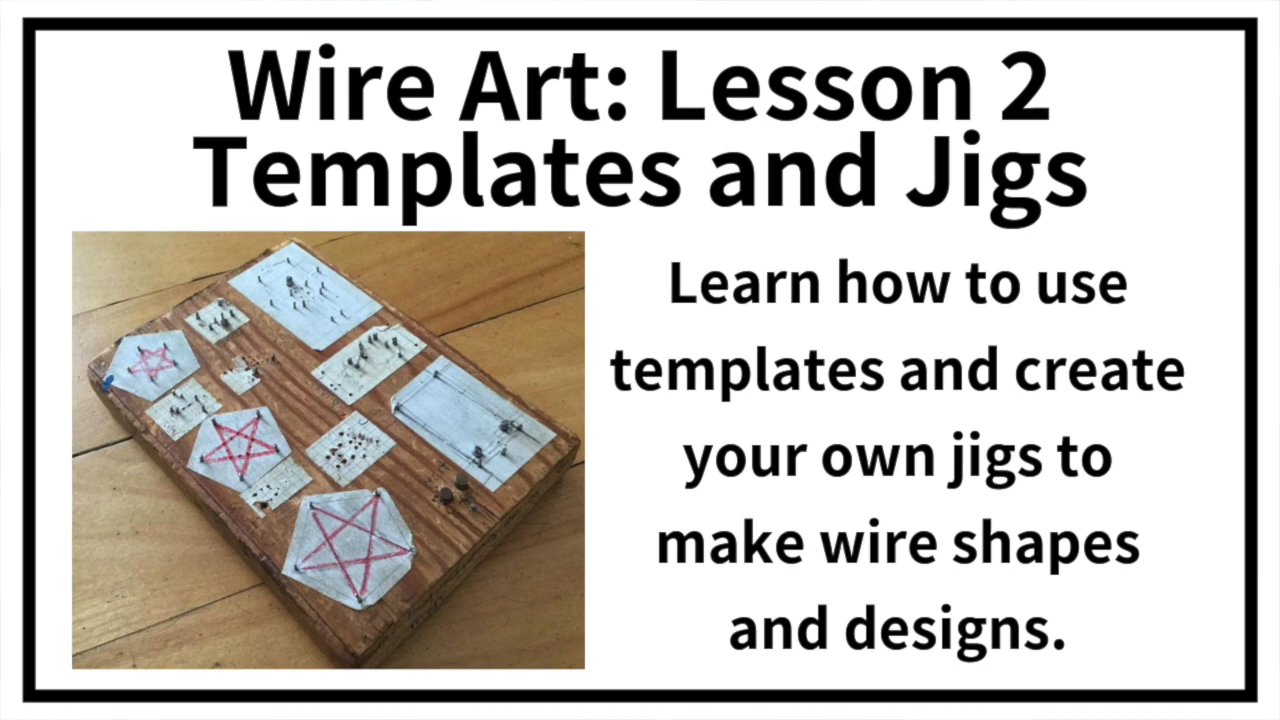 Wire Art: Lesson 2
Templates and Jigs
Learn how to use
templates and create
your own jigs to
make wire shapes
and designs.